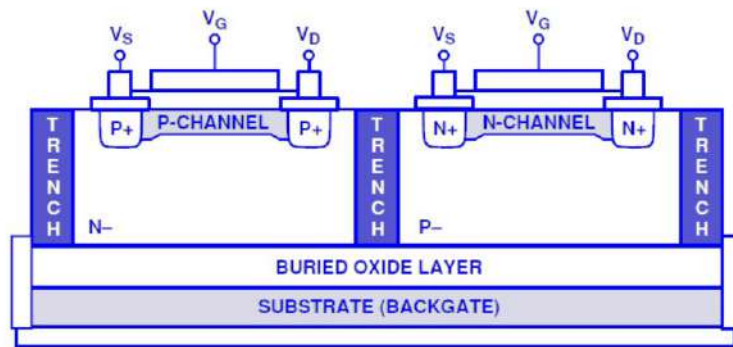 VG VG
VS VD VS VD
TRENCH P+ P-CHANNEL P+ TRENCH N+ N-CHANNEL N+ TRENCH
N– P–
BURIED OXIDE LAYER
SUBSTRATE (BACKGATE)